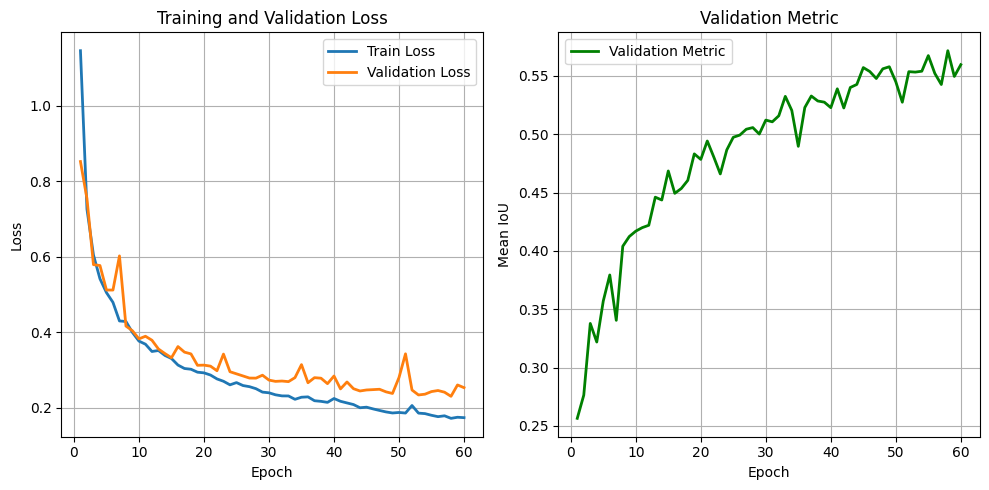 Training and Validation Loss
Train Loss
Validation Loss
1.0
0.8
0.6
0.4
0.2
Loss
0 10 20 30 40 50 60
Epoch
Validation Metric
Validation Metric
0.55
0.50
0.45
0.40
0.35
0.30
0.25
Mean IoU
0 10 20 30 40 50 60
Epoch